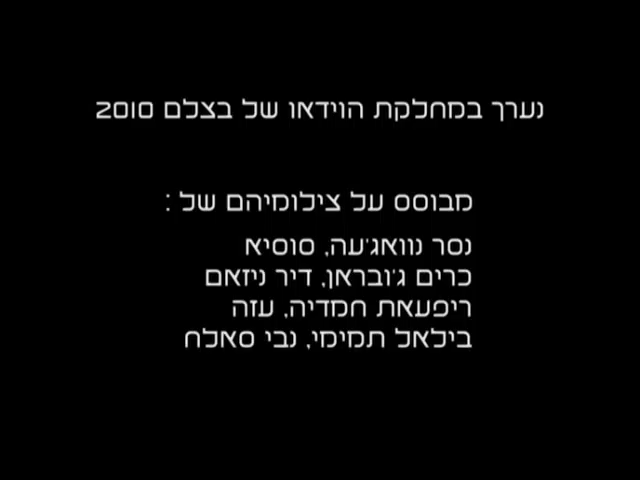 נערך במחלקת הוידאו של בצלם 2010
מבוסס על צילומיהם של :
נסר נוואג'עה, סוסיא
כרים ג'ובראן, דיר ניזאם
ריפעאת חמדיה, עזה
בילאל תמימי, נבי סאלח